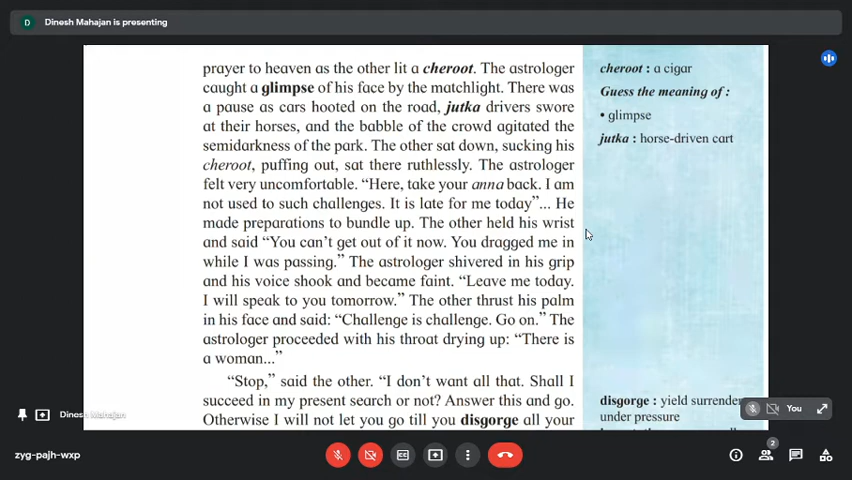 D Dinesh Mahajan is presenting
prayer to heaven as the other lit a cheroot. The astrologer
caught a glimpse of his face by the matchlight. There was
a pause as cars hooted on the road, jutka drivers swore
at their horses, and the babble of the crowd agitated the
semidarkness of the park. The other sat down, sucking his
cheroot, puffing out, sat there ruthlessly. The astrologer
felt very uncomfortable. “Here, take your anna back. I am
not used to such challenges. It is late for me today”... He
made preparations to bundle up. The other held his wrist
and said “You can’t get out of it now. You dragged me in
while I was passing.” The astrologer shivered in his grip
and his voice shook and became faint. “Leave me today.
I will speak to you tomorrow.” The other thrust his palm
in his face and said: “Challenge is challenge. Go on.” The
astrologer proceeded with his throat drying up: “There is
a woman...”
“Stop,” said the other. “I don’t want all that. Shall I
succeed in my present search or not? Answer this and go.
Otherwise I will not let you go till you disgorge all your
cheroot : a cigar
Guess the meaning of :
• glimpse
jutka : horse-driven cart
disgorge : yield surrender
under pressure
Dinesh Mahajan
You
zyg-pajh-wxp
2